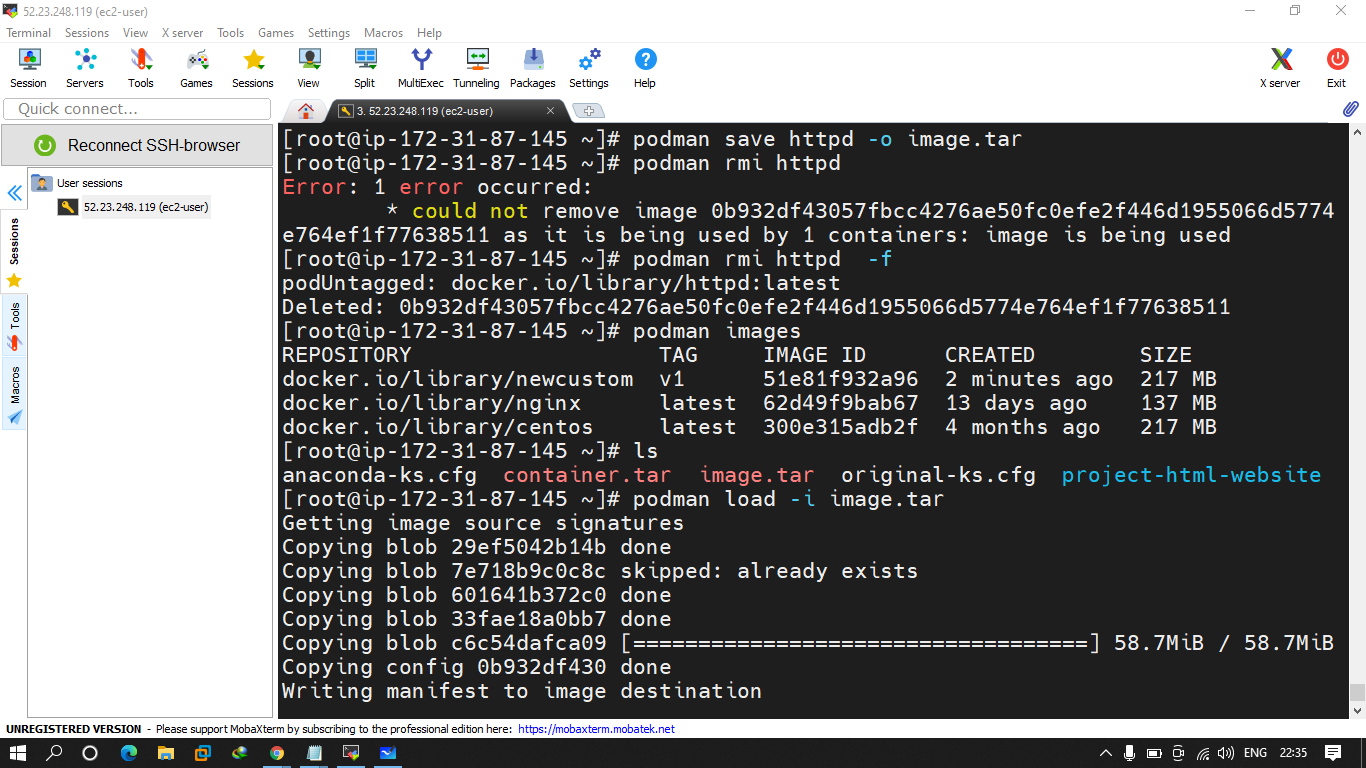 52.23.248.119 (ec2-user)
Terminal Sessions View X server Tools Games Settings Macros Help
Session Servers Tools Games Sessions View Split MultiExec Tunneling Packages Settings Help X server Exit
Quick connect...
3. 52.23.248.119 (ec2-user)
Reconnect SSH-browser
User sessions
52.23.248.119 (ec2-user)
Sessions
Tools
Macros
[root@ip-172-31-87-145 ~]# podman save httpd -o image.tar
[root@ip-172-31-87-145 ~]# podman rmi httpd
Error: 1 error occurred:
* could not remove image 0b932df43057fbcc4276ae50fc0efe2f446d1955066d5774
e764ef1f77638511 as it is being used by 1 containers: image is being used
[root@ip-172-31-87-145 ~]# podman rmi httpd  -f
podUntagged: docker.io/library/httpd:latest
Deleted: 0b932df43057fbcc4276ae50fc0efe2f446d1955066d5774e764ef1f77638511
[root@ip-172-31-87-145 ~]# podman images
REPOSITORY TAG IMAGE ID CREATED SIZE
docker.io/library/newcustom v1 51e81f932a96 2 minutes ago 217 MB
docker.io/library/nginx latest 62d49f9bab67 13 days ago 137 MB
docker.io/library/centos latest 300e315adb2f 4 months ago 217 MB
[root@ip-172-31-87-145 ~]# ls
anaconda-ks.cfg container.tar image.tar original-ks.cfg project-html-website
[root@ip-172-31-87-145 ~]# podman load -i image.tar
Getting image source signatures
Copying blob 29ef5042b14b done
Copying blob 7e718b9c0c8c skipped: already exists
Copying blob 601641b372c0 done
Copying blob 33fae18a0bb7 done
Copying blob c6c54dafca09 [===================================] 58.7MiB / 58.7MiB
Copying config 0b932df430 done
Writing manifest to image destination
UNREGISTERED VERSION - Please support MobaXterm by subscribing to the professional edition here: https://mobaxterm.mobatek.net
ENG 22:35